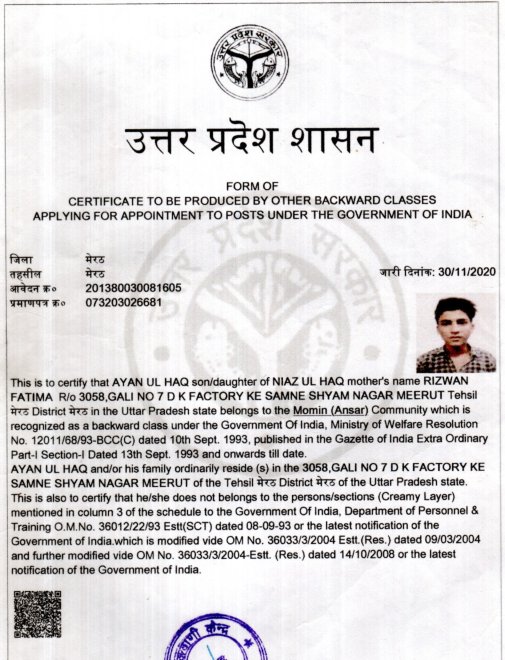 उत्तर प्रदेश सरकार
उत्तर प्रदेश शासन
FORM OF
CERTIFICATE TO BE PRODUCED BY OTHER BACKWARD CLASSES
APPLYING FOR APPOINTMENT TO POSTS UNDER THE GOVERNMENT OF INDIA
जिला मेरठ
तहसील मेरठ जारी दिनांक: 30/11/2020
आवेदन क्र० 201380030081605
प्रमाणपत्र क्र० 073203026681
This is to certify that AYAN UL HAQ son/daughter of NIAZ UL HAQ mother's name RIZWAN
FATIMA R/o 3058,GALI NO 7 D K FACTORY KE SAMNE SHYAM NAGAR MEERUT Tehsil
मेरठ District मेरठ in the Uttar Pradesh state belongs to the Momin (Ansar) Community which is
recognized as a backward class under the Government Of India, Ministry of Welfare Resolution
No. 12011/68/93-BCC(C) dated 10th Sept. 1993, published in the Gazette of India Extra Ordinary
Part-I Section-I Dated 13th Sept. 1993 and onwards till date.
AYAN UL HAQ and/or his family ordinarily reside (s) in the 3058,GALI NO 7 D K FACTORY KE
SAMNE SHYAM NAGAR MEERUT of the Tehsil मेरठ District मेरठ of the Uttar Pradesh state.
This is also to certify that he/she does not belongs to the persons/sections (Creamy Layer)
mentioned in column 3 of the schedule to the Government Of India, Department of Personnel &
Training O.M.No. 36012/22/93 Estt(SCT) dated 08-09-93 or the latest notification of the
Government of India.which is modified vide OM No. 36033/3/2004 Estt.(Res.) dated 09/03/2004
and further modified vide OM No. 36033/3/2004-Estt. (Res.) dated 14/10/2008 or the latest
notification of the Government of India.
केन्द्र